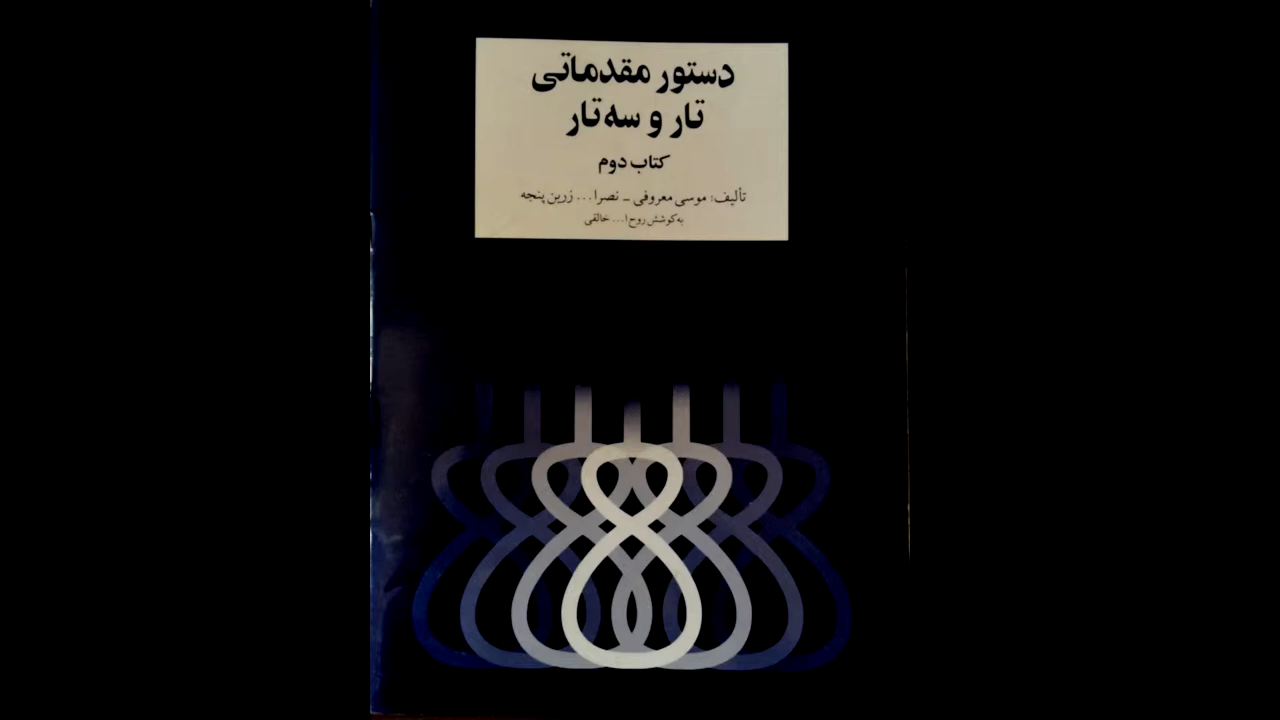 دستور مقدماتی
تار و سه‌تار
کتاب دوم
تألیف: موسی معروفی ـ نصرا... زرین پنجه
به‌کوشش روح ا... خالقی